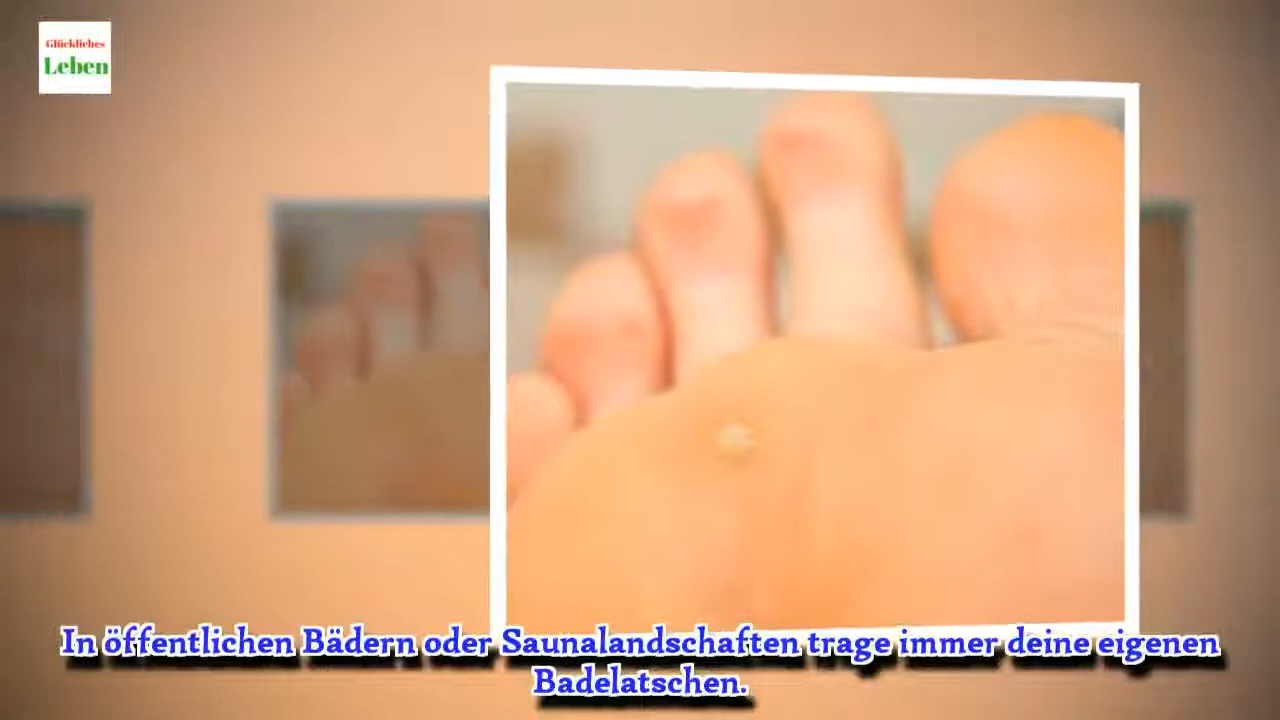 Glückliches
Leben
In öffentlichen Bädern oder Saunalandschaften trage immer deine eigenen
Badelatschen.